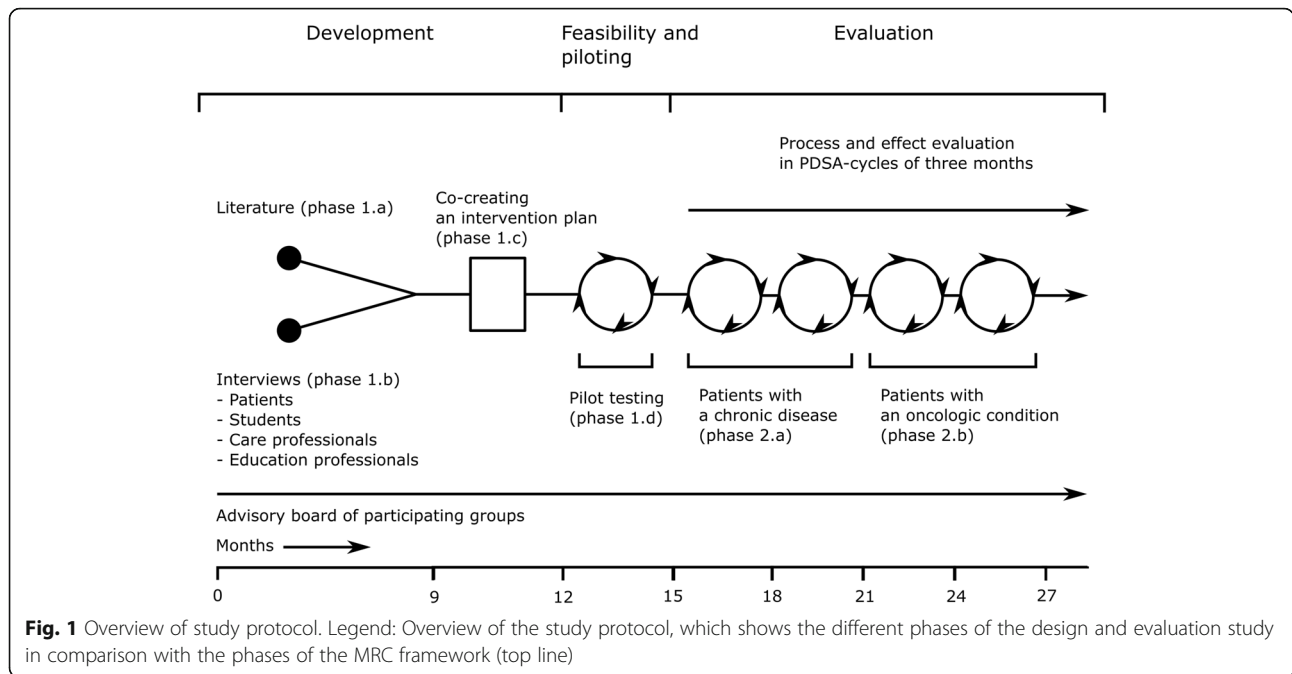 Development
Feasibility and
piloting
Evaluation
Process and effect evaluation
in PDSA-cycles of three months
Literature (phase 1.a)
Co-creating
an intervention plan
(phase 1.c)
Interviews (phase 1.b)
- Patients
- Students
- Care professionals
- Education professionals
Pilot testing
(phase 1.d)
Patients with
a chronic disease
(phase 2.a)
Patients with
an oncologic condition
(phase 2.b)
Advisory board of participating groups
Months
0 9 12 15 18 21 24 27
Fig. 1 Overview of study protocol. Legend: Overview of the study protocol, which shows the different phases of the design and evaluation study
in comparison with the phases of the MRC framework (top line)